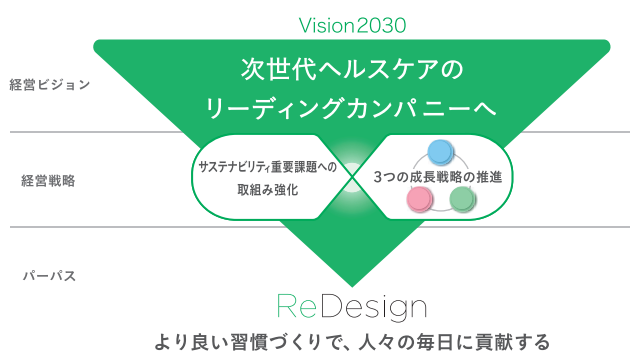 Vision2030
経営ビジョン
次世代ヘルスケアの
リーディングカンパニーへ
経営戦略
サステナビリティ重要課題への
取組み強化
3つの成長戦略の推進
パーパス
ReDesign
より良い習慣づくりで、人々の毎日に貢献する